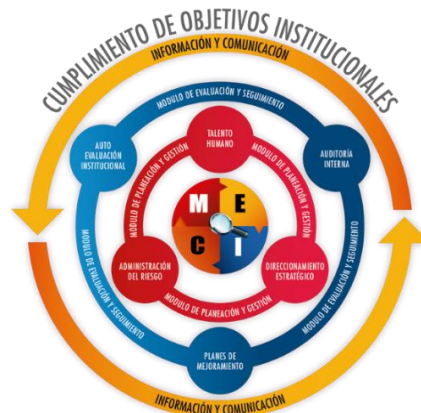 CUMPLIMIENTO DE OBJETIVOS INSTITUCIONALES
INFORMACIÓN Y COMUNICACIÓN
MODULO DE EVALUACIÓN Y SEGUIMIENTO
AUTO
EVALUACIÓN
INSTITUCIONAL
TALENTO
HUMANO
AUDITORÍA
INTERNA
MODULO DE PLANEACIÓN Y GESTIÓN
MODULO DE PLANEACIÓN Y GESTIÓN
M E
C I
ADMINISTRACIÓN
DEL RIESGO
DIRECCIONAMIENTO
ESTRATÉGICO
MODULO DE PLANEACIÓN Y GESTIÓN
MODULO DE EVALUACIÓN Y SEGUIMIENTO
MODULO DE EVALUACIÓN Y SEGUIMIENTO
PLANES DE
MEJORAMIENTO
INFORMACIÓN Y COMUNICACIÓN